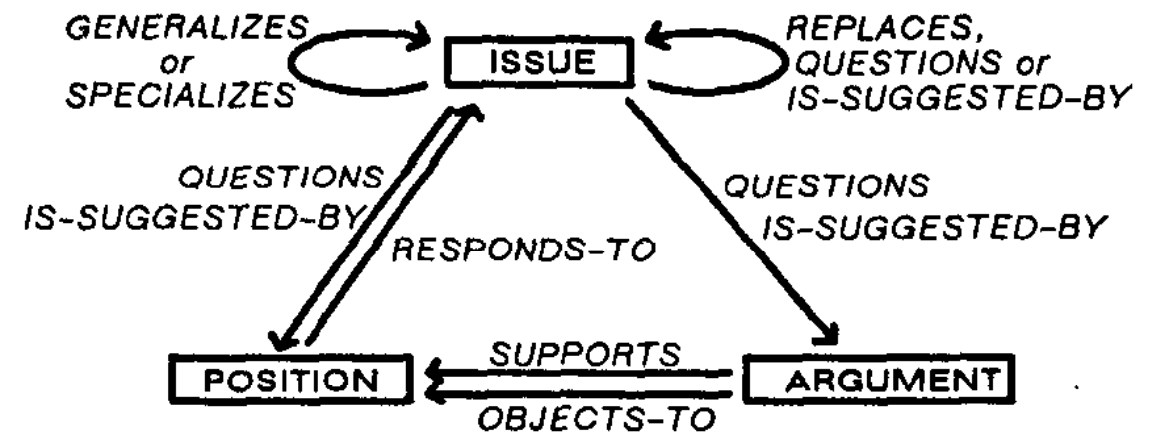 GENERALIZES
or
SPECIALIZES
ISSUE
REPLACES,
QUESTIONS or
IS-SUGGESTED-BY
QUESTIONS
IS-SUGGESTED-BY
RESPONDS-TO
QUESTIONS
IS-SUGGESTED-BY
POSITION
SUPPORTS
OBJECTS-TO
ARGUMENT